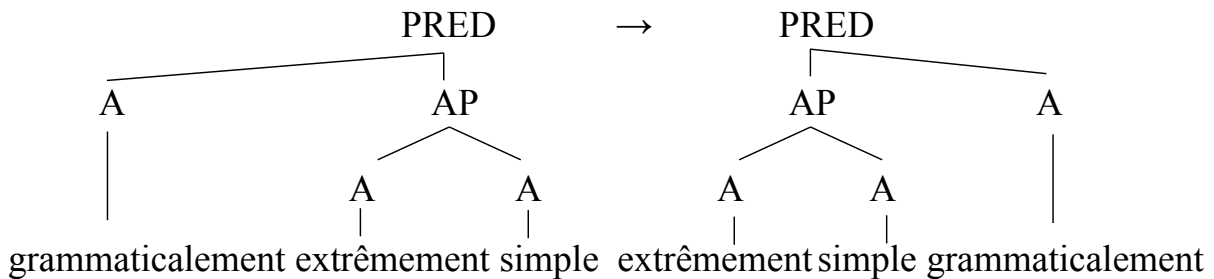 PRED → PRED
A AP AP A
A A A A
grammaticalement extrêmement simple extrêmement simple grammaticalement